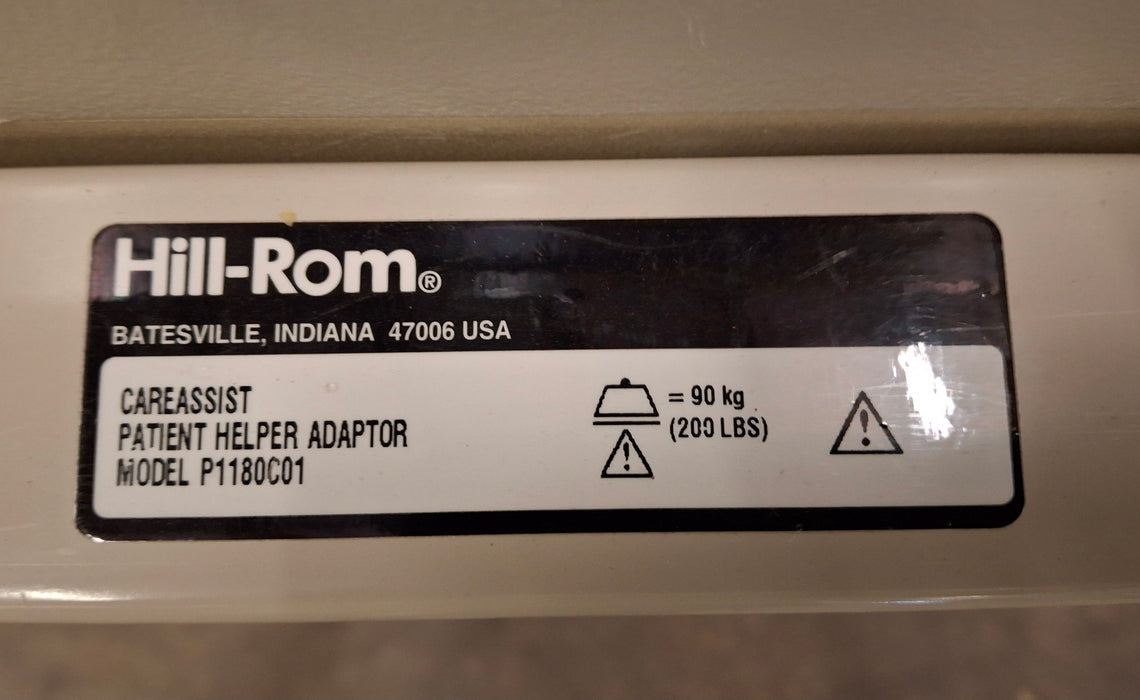 Hill-Rom®
BATESVILLE, INDIANA 47006 USA
CAREASSIST
PATIENT HELPER ADAPTOR
MODEL P1180C01
= 90 kg
(200 LBS)